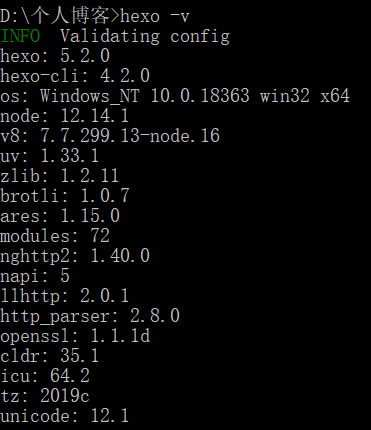 D:\个人博客>hexo -v
INFO  Validating config
hexo: 5.2.0
hexo-cli: 4.2.0
os: Windows_NT 10.0.18363 win32 x64
node: 12.14.1
v8: 7.7.299.13-node.16
uv: 1.33.1
zlib: 1.2.11
brotli: 1.0.7
ares: 1.15.0
modules: 72
nghttp2: 1.40.0
napi: 5
llhttp: 2.0.1
http_parser: 2.8.0
openssl: 1.1.1d
cldr: 35.1
icu: 64.2
tz: 2019c
unicode: 12.1